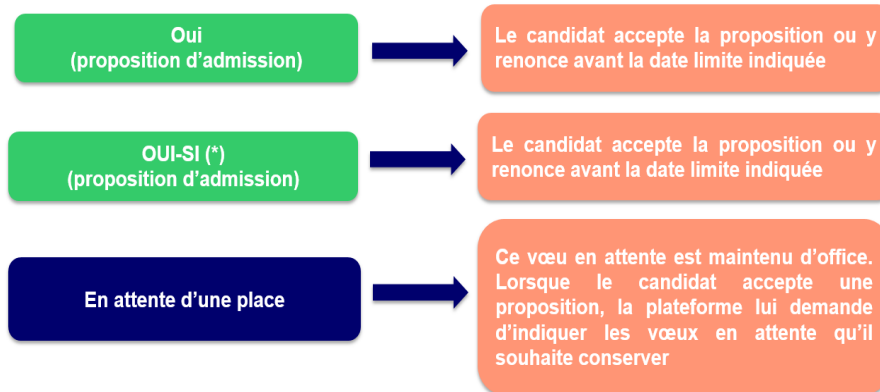 Oui
(proposition d'admission)
Le candidat accepte la proposition ou y
renonce avant la date limite indiquée
OUI-SI (*)
(proposition d'admission)
Le candidat accepte la proposition ou y
renonce avant la date limite indiquée
En attente d'une place
Ce vœu en attente est maintenu d'office.
Lorsque le candidat accepte une
proposition, la plateforme lui demande
d'indiquer les vœux en attente qu'il
souhaite conserver